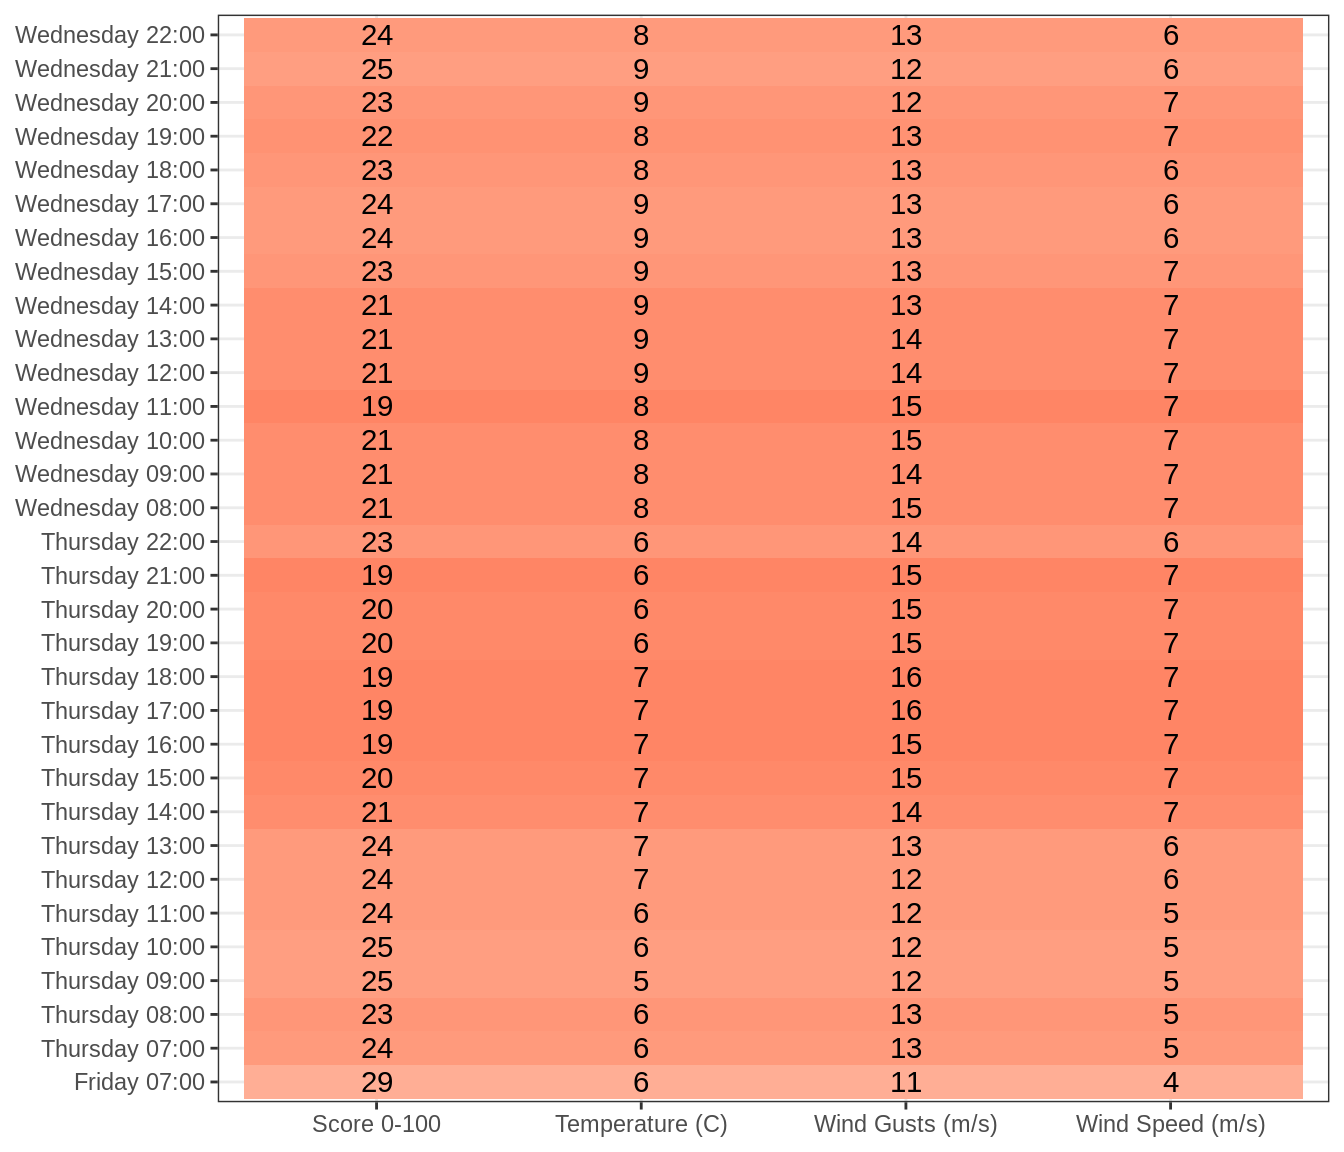 Wednesday 22:00 24 8 13 6
Wednesday 21:00 25 9 12 6
Wednesday 20:00 23 9 12 7
Wednesday 19:00 22 8 13 7
Wednesday 18:00 23 8 13 6
Wednesday 17:00 24 9 13 6
Wednesday 16:00 24 9 13 6
Wednesday 15:00 23 9 13 7
Wednesday 14:00 21 9 13 7
Wednesday 13:00 21 9 14 7
Wednesday 12:00 21 9 14 7
Wednesday 11:00 19 8 15 7
Wednesday 10:00 21 8 15 7
Wednesday 09:00 21 8 14 7
Wednesday 08:00 21 8 15 7
Thursday 22:00 23 6 14 6
Thursday 21:00 19 6 15 7
Thursday 20:00 20 6 15 7
Thursday 19:00 20 6 15 7
Thursday 18:00 19 7 16 7
Thursday 17:00 19 7 16 7
Thursday 16:00 19 7 15 7
Thursday 15:00 20 7 15 7
Thursday 14:00 21 7 14 7
Thursday 13:00 24 7 13 6
Thursday 12:00 24 7 12 6
Thursday 11:00 24 6 12 5
Thursday 10:00 25 6 12 5
Thursday 09:00 25 5 12 5
Thursday 08:00 23 6 13 5
Thursday 07:00 24 6 13 5
Friday 07:00 29 6 11 4
Score 0-100 Temperature (C) Wind Gusts (m/s) Wind Speed (m/s)